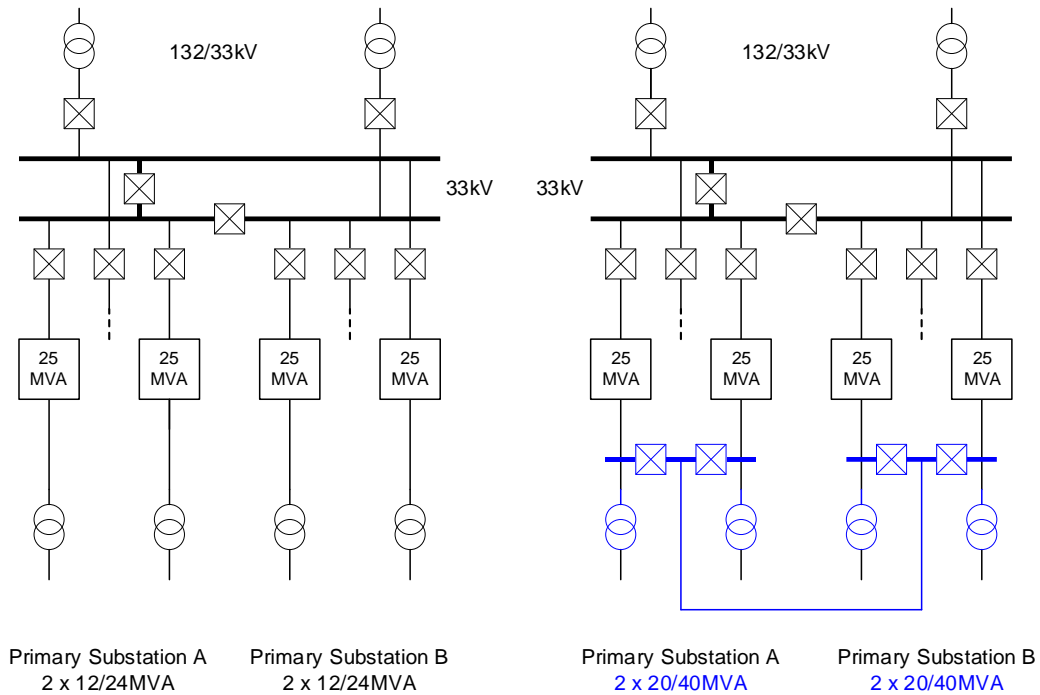 132/33kV
132/33kV
33kV
33kV
25
MVA
25
MVA
25
MVA
25
MVA
25
MVA
25
MVA
25
MVA
25
MVA
Primary Substation A
2 x 12/24MVA
Primary Substation B
2 x 12/24MVA
Primary Substation A
2 x 20/40MVA
Primary Substation B
2 x 20/40MVA